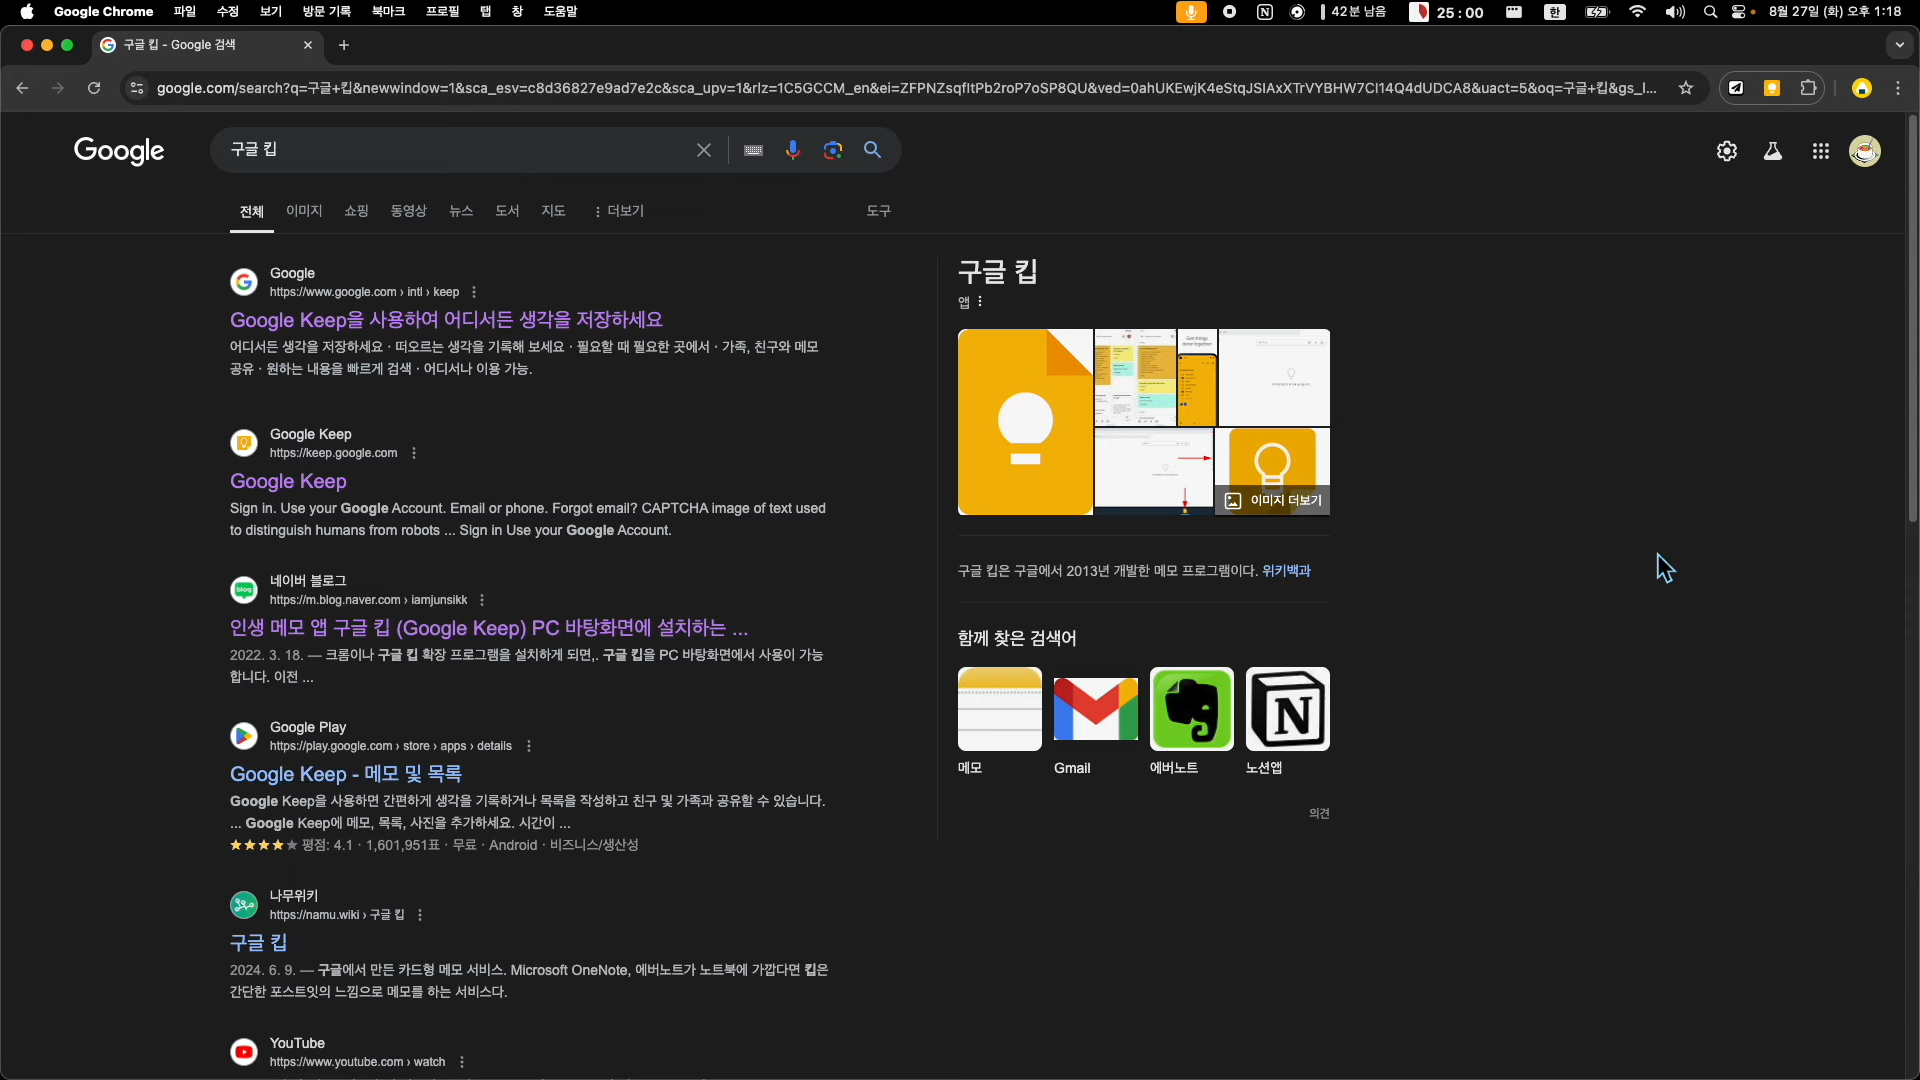 Google Chrome 파일 수정 보기 방문 기록 북마크 프로필 탭 창 도움말 42분 남음 25:00 한 8월 27일 (화) 오후 1:18
구글 킵 - Google 검색
google.com/search?q=구글+킵&newwindow=1&sca_esv=c8d36827e9ad7e2c&sca_upv=1&rlz=1C5GCCM_en&ei=ZFPNZsqfItPb2roP7oSP8QU&ved=0ahUKEwjK4eStqJSIAxXTrVYBHW7CI14Q4dUDCA8&uact=5&oq=구글+킵&gs_l...
Google 구글 킵
전체 이미지 쇼핑 동영상 뉴스 도서 지도 더보기 도구
Google
https://www.google.com › intl › keep
Google Keep을 사용하여 어디서든 생각을 저장하세요
어디서든 생각을 저장하세요 · 떠오르는 생각을 기록해 보세요 · 필요할 때 필요한 곳에서 · 가족, 친구와 메모
공유 · 원하는 내용을 빠르게 검색 · 어디서나 이용 가능.
Google Keep
https://keep.google.com
Google Keep
Sign in. Use your Google Account. Email or phone. Forgot email? CAPTCHA image of text used
to distinguish humans from robots ... Sign in Use your Google Account.
blog
네이버 블로그
https://m.blog.naver.com › iamjunsikk
인생 메모 앱 구글 킵 (Google Keep) PC 바탕화면에 설치하는 ...
2022. 3. 18. — 크롬이나 구글 킵 확장 프로그램을 설치하게 되면,. 구글 킵을 PC 바탕화면에서 사용이 가능
합니다. 이전 ...
Google Play
https://play.google.com › store › apps › details
Google Keep - 메모 및 목록
Google Keep을 사용하면 간편하게 생각을 기록하거나 목록을 작성하고 친구 및 가족과 공유할 수 있습니다.
... Google Keep에 메모, 목록, 사진을 추가하세요. 시간이 ...
평점: 4.1 · 1,601,951표 · 무료 · Android · 비즈니스/생산성
나무위키
https://namu.wiki › 구글 킵
구글 킵
2024. 6. 9. — 구글에서 만든 카드형 메모 서비스. Microsoft OneNote, 에버노트가 노트북에 가깝다면 킵은
간단한 포스트잇의 느낌으로 메모를 하는 서비스다.
YouTube
https://www.youtube.com › watch
구글 킵
앱
Get things
done together
이미지 더보기
구글 킵은 구글에서 2013년 개발한 메모 프로그램이다. 위키백과
함께 찾은 검색어
메모 Gmail 에버노트 노션앱
의견